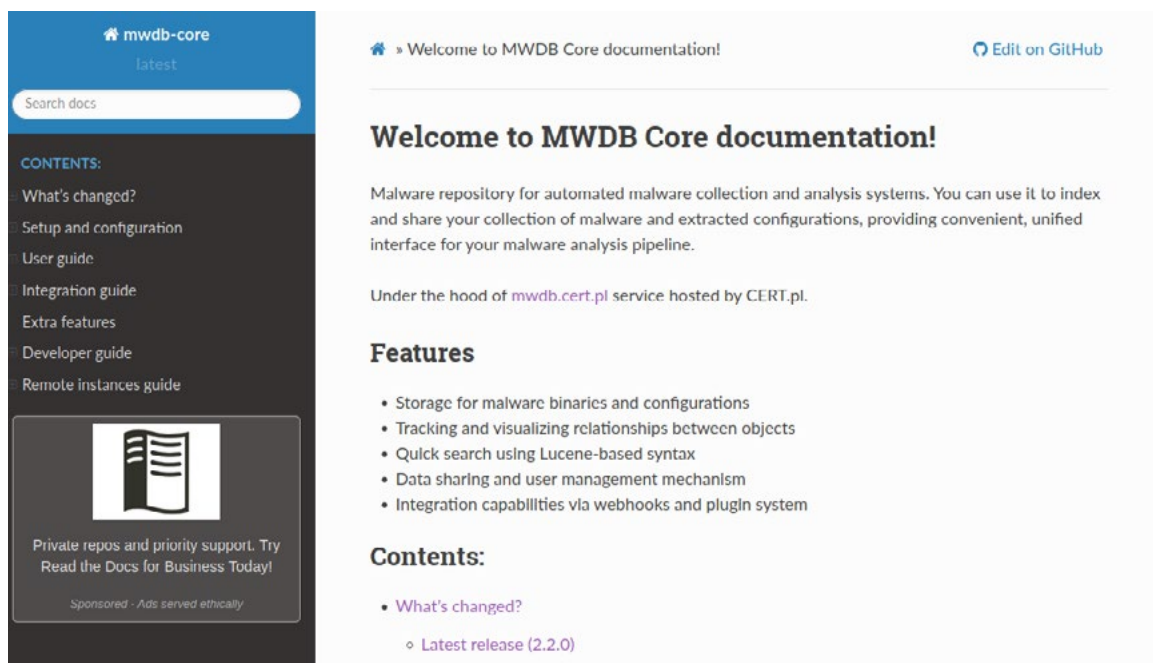 mwdb-core
latest
Search docs
CONTENTS:
What's changed?
Setup and configuration
User guide
Integration guide
Extra features
Developer guide
Remote instances guide
Private repos and priority support. Try
Read the Docs for Business Today!
Sponsored · Ads served ethically
» Welcome to MWDB Core documentation!
Edit on GitHub
Welcome to MWDB Core documentation!
Malware repository for automated malware collection and analysis systems. You can use it to index
and share your collection of malware and extracted configurations, providing convenient, unified
interface for your malware analysis pipeline.
Under the hood of mwdb.cert.pl service hosted by CERT.pl.
Features
• Storage for malware binaries and configurations
• Tracking and visualizing relationships between objects
• Quick search using Lucene-based syntax
• Data sharing and user management mechanism
• Integration capabilities via webhooks and plugin system
Contents:
• What's changed?
◦ Latest release (2.2.0)